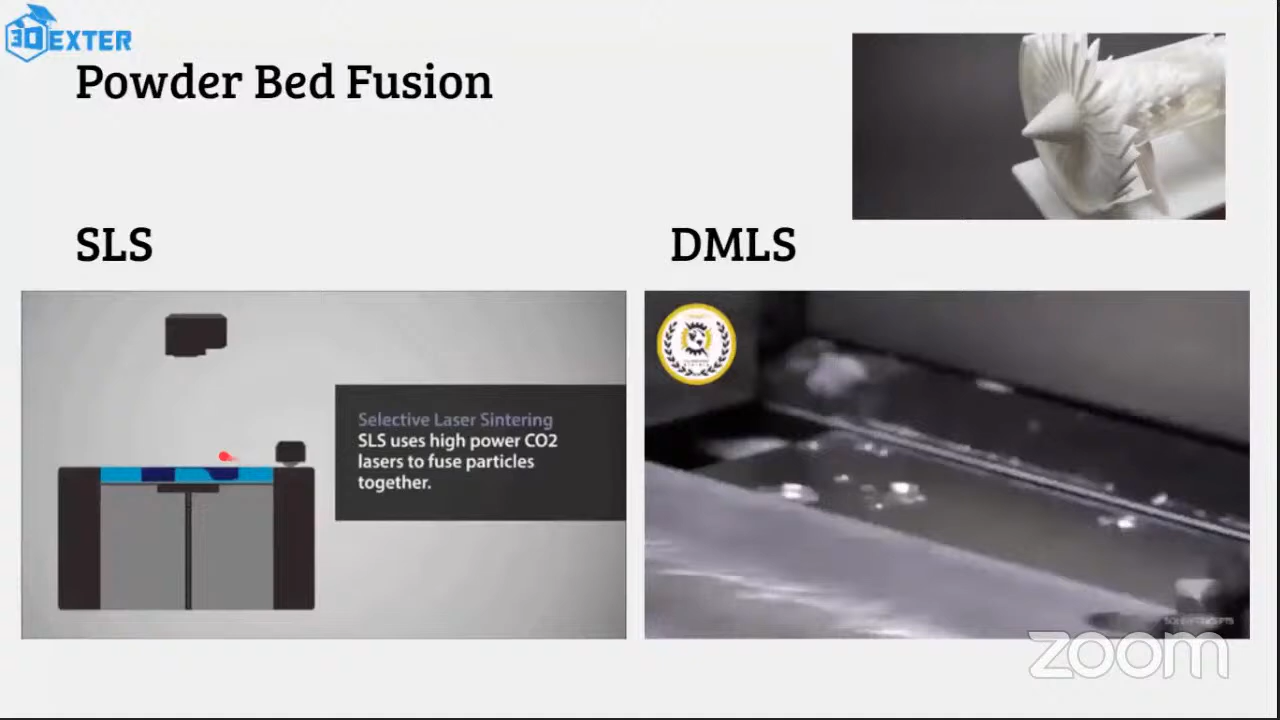 3DEXTER
Powder Bed Fusion
SLS
DMLS
Selective Laser Sintering
SLS uses high power CO2
lasers to fuse particles
together.
zoom